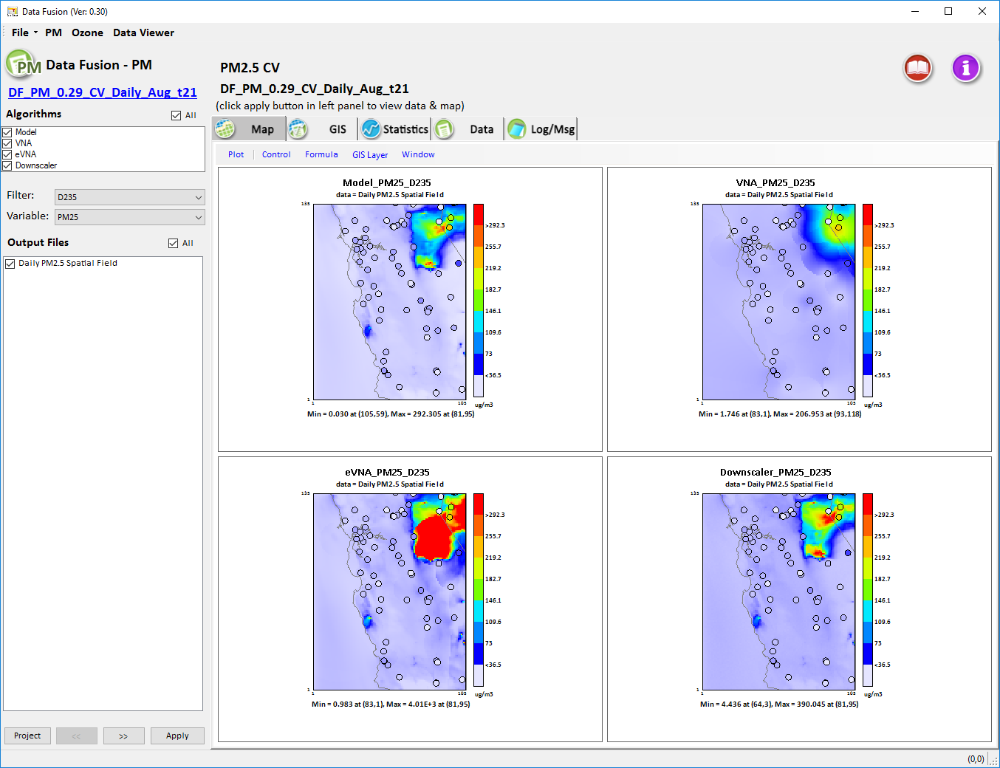 Data Fusion (Ver: 0.30)
File PM Ozone Data Viewer
PM Data Fusion - PM
DF_PM_0.29_CV_Daily_Aug_t21
Algorithms All
Model
VNA
eVNA
Downscaler
Filter: D235
Variable: PM25
Output Files All
Daily PM2.5 Spatial Field
Project << >> Apply
PM2.5 CV
DF_PM_0.29_CV_Daily_Aug_t21
(click apply button in left panel to view data & map)
i
Map GIS Statistics Data Log/Msg
Plot Control Formula GIS Layer Window
Model_PM25_D235
data = Daily PM2.5 Spatial Field
135
>292.3
255.7
219.2
182.7
146.1
109.6
73
<36.5
1
1 105
ug/m3
Min = 0.030 at (105,59), Max = 292.305 at (81,95)
VNA_PM25_D235
data = Daily PM2.5 Spatial Field
135
>292.3
255.7
219.2
182.7
146.1
109.6
73
<36.5
1
1 105
ug/m3
Min = 1.746 at (83,1), Max = 206.953 at (93,118)
eVNA_PM25_D235
data = Daily PM2.5 Spatial Field
135
>292.3
255.7
219.2
182.7
146.1
109.6
73
<36.5
1
1 105
ug/m3
Min = 0.983 at (83,1), Max = 4.01E+3 at (81,95)
Downscaler_PM25_D235
data = Daily PM2.5 Spatial Field
135
>292.3
255.7
219.2
182.7
146.1
109.6
73
<36.5
1
1 105
ug/m3
Min = 4.436 at (64,3), Max = 390.045 at (81,95)
(0,0)